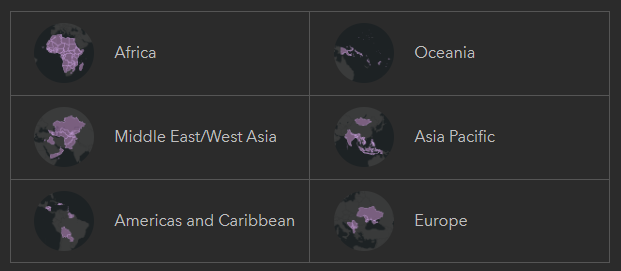 Africa
Oceania
Middle East/West Asia
Asia Pacific
Americas and Caribbean
Europe